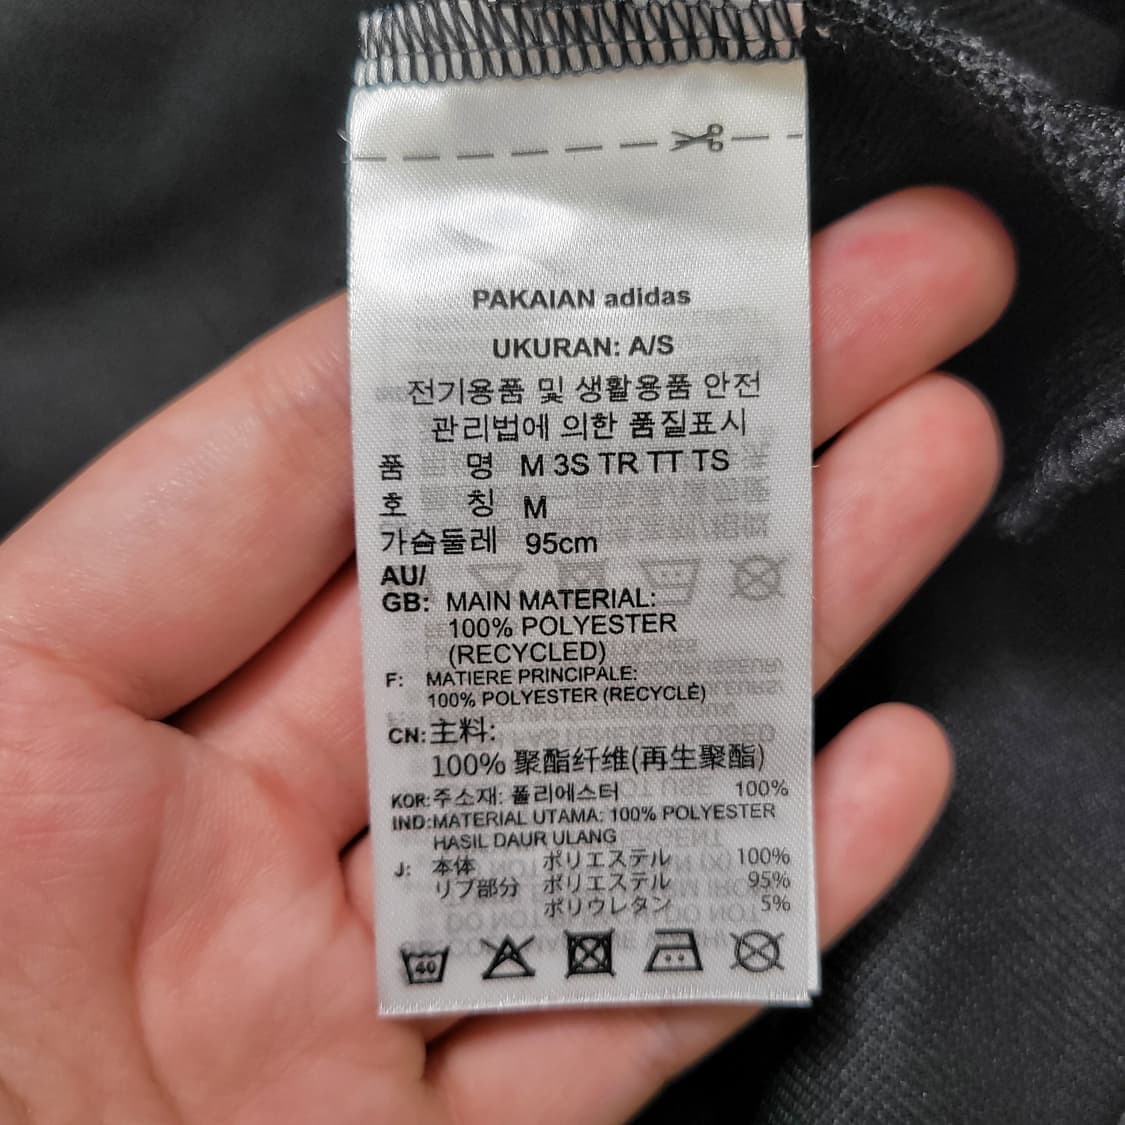 PAKAIAN adidas
UKURAN: A/S
전기용품 및 생활용품 안전
관리법에 의한 품질표시
품 명 M 3S TR TT TS
호 칭 M
가슴둘레 95cm
AU/
GB: MAIN MATERIAL:
100% POLYESTER
(RECYCLED)
F: MATIERE PRINCIPALE:
100% POLYESTER (RECYCLÉ)
CN: 主料:
100% 聚酯纤维(再生聚酯)
KOR: 주소재: 폴리에스터 100%
IND: MATERIAL UTAMA: 100% POLYESTER
HASIL DAUR ULANG
J: 本体 ポリエステル 100%
リブ部分 ポリエステル 95%
ポリウレタン 5%
40